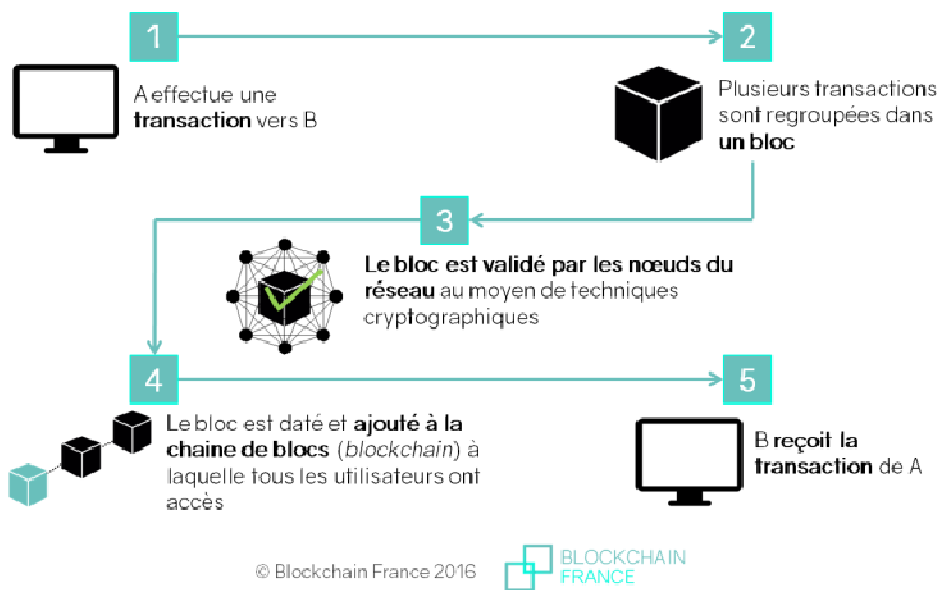 1
A effectue une
transaction vers B
2
Plusieurs transactions
sont regroupées dans
un bloc
3
Le bloc est validé par les nœuds du
réseau au moyen de techniques
cryptographiques
4
Le bloc est daté et ajouté à la
chaine de blocs (blockchain) à
laquelle tous les utilisateurs ont
accès
5
B reçoit la
transaction de A
© Blockchain France 2016
BLOCKCHAIN
FRANCE